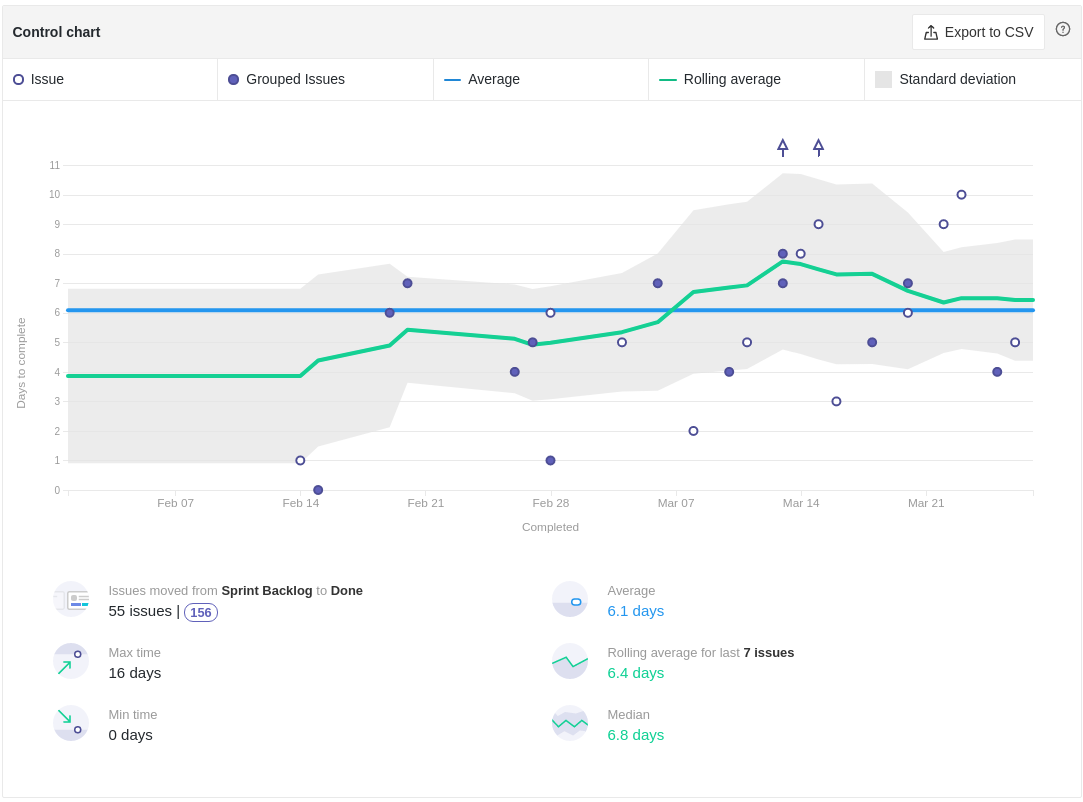 Control chart
Export to CSV
?
Issue
Grouped Issues
Average
Rolling average
Standard deviation
11
10
9
8
7
6
5
4
3
2
1
0
Days to complete
Feb 07
Feb 14
Feb 21
Feb 28
Mar 07
Mar 14
Mar 21
Completed
Issues moved from Sprint Backlog to Done
55 issues | 156
Average
6.1 days
Max time
16 days
Rolling average for last 7 issues
6.4 days
Min time
0 days
Median
6.8 days